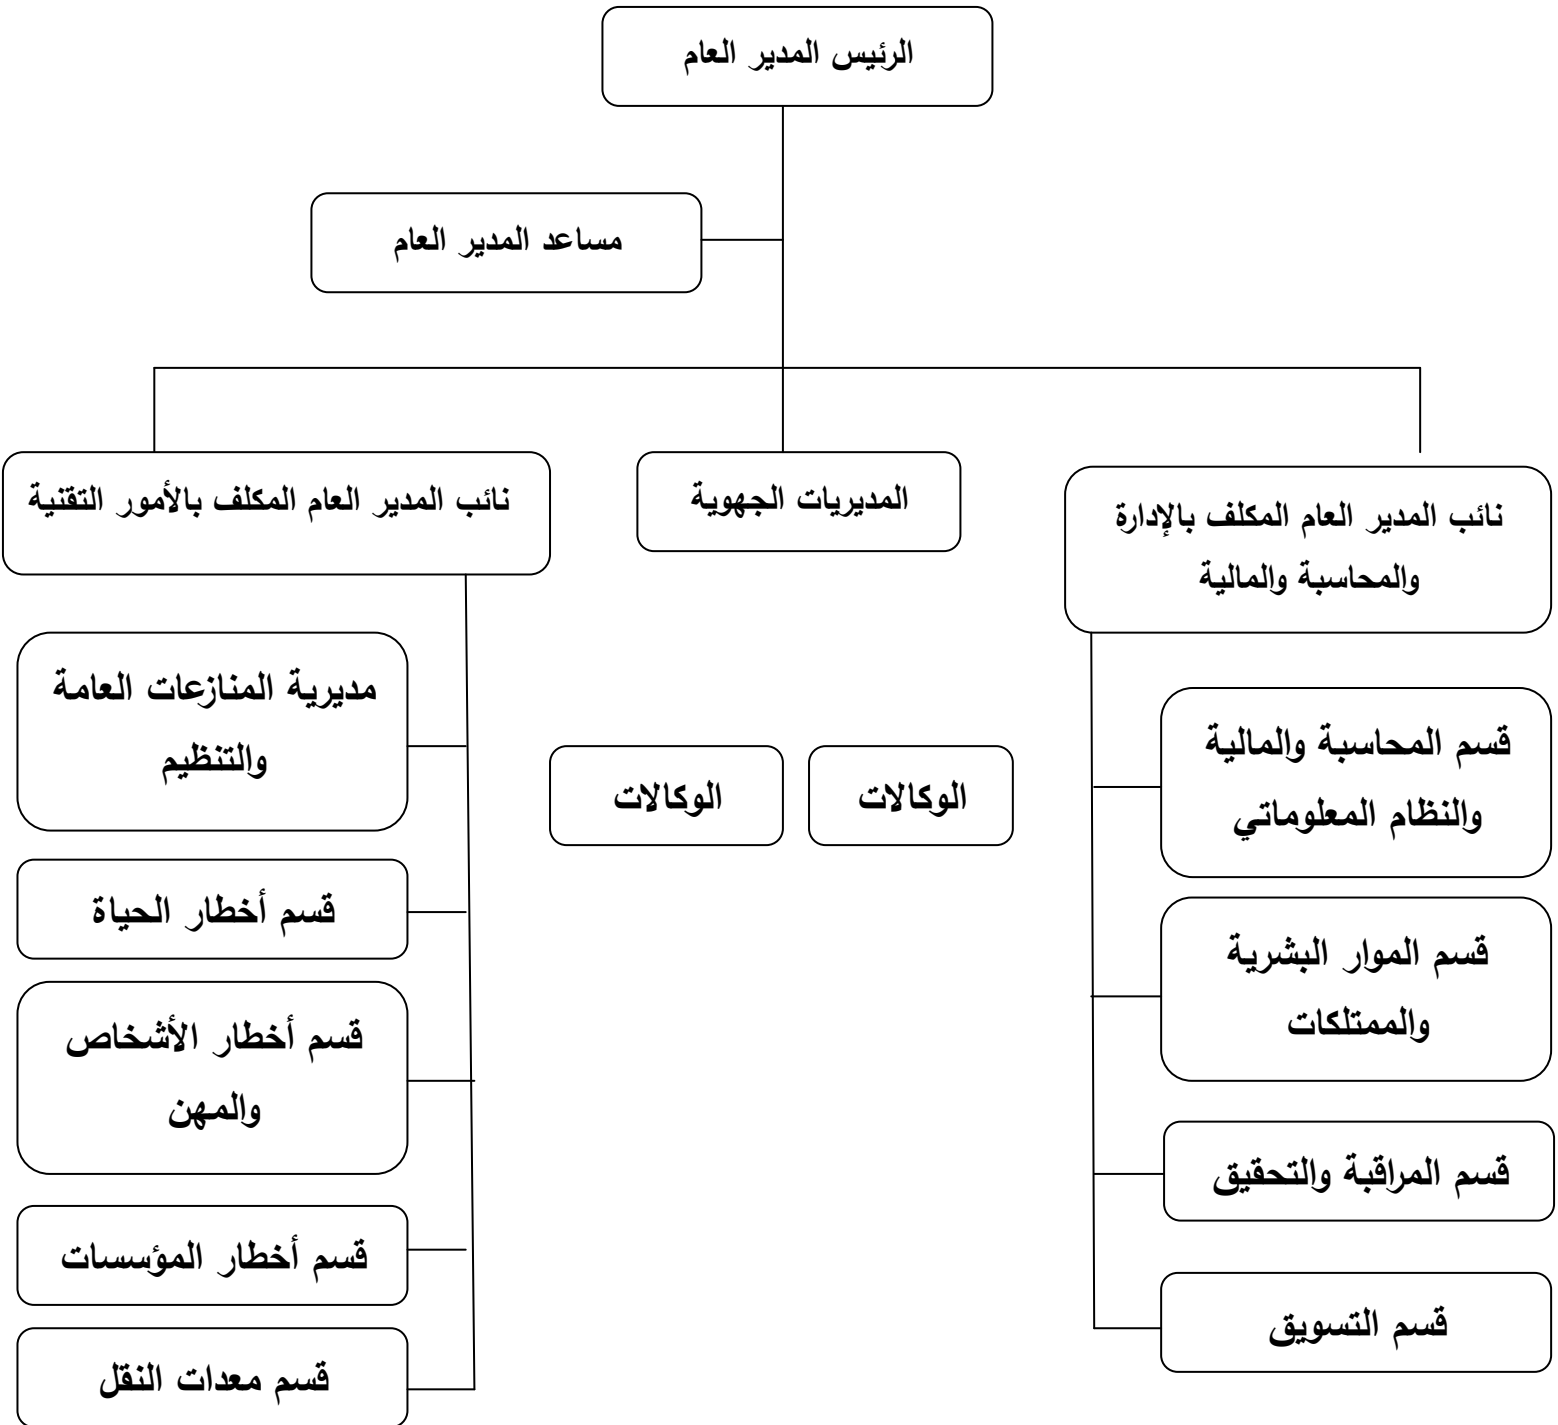 الرئيس المدير العام
مساعد المدير العام
نائب المدير العام المكلف بالإدارة
والمحاسبة والمالية
المديريات الجهوية
نائب المدير العام المكلف بالأمور التقنية
قسم المحاسبة والمالية
والنظام المعلوماتي
قسم الموار البشرية
والممتلكات
قسم المراقبة والتحقيق
قسم التسويق
الوكالات
الوكالات
مديرية المنازعات العامة
والتنظيم
قسم أخطار الحياة
قسم أخطار الأشخاص
والمهن
قسم أخطار المؤسسات
قسم معدات النقل